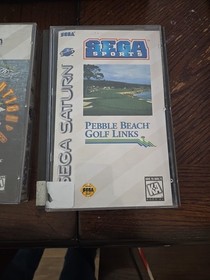 SEGA SATURN
SEGA
SPORTS
PEBBLE BEACH
GOLF LINKS
SEGA
K-A